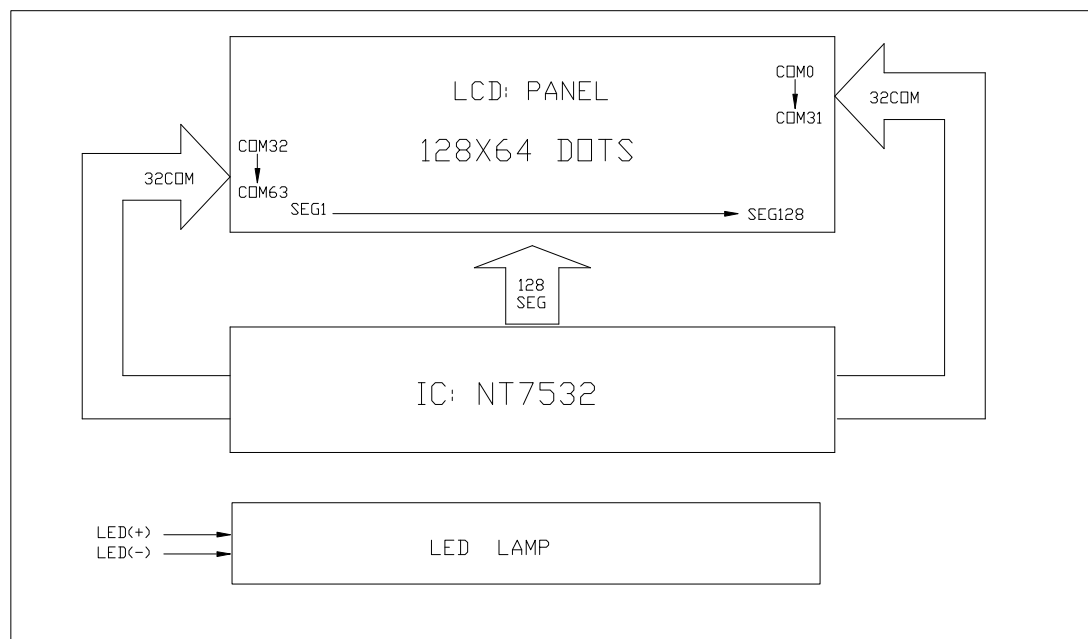 LCD: PANEL
128X64 DOTS
COM0
COM31
32COM
COM32
COM63
32COM
SEG1
SEG128
128
SEG
IC: NT7532
LED(+)
LED(-)
LED LAMP